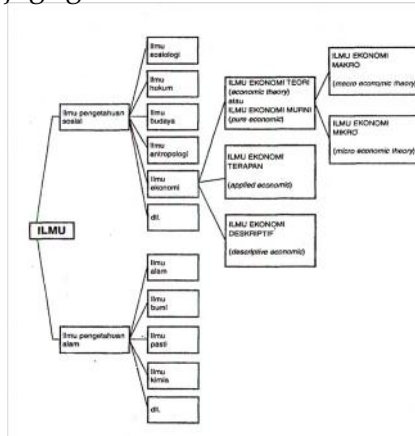 Ilmu
sosiologi
Ilmu
hukum
Ilmu pengetahuan
sosial
Ilmu
budaya
Ilmu
antropologi
Ilmu
ekonomi
dll.
ILMU EKONOMI TEORI
(economic theory)
atau
ILMU EKONOMI MURNI
(pure economic)
ILMU EKONOMI
MAKRO
(macro economic theory)
ILMU EKONOMI
MIKRO
(micro economic theory)
ILMU EKONOMI
TERAPAN
(applied economic)
ILMU EKONOMI
DESKRIPTIF
(descriptive economic)
ILMU
Ilmu
alam
Ilmu
bumi
Ilmu pengetahuan
alam
Ilmu
pasti
Ilmu
kimia
dll.